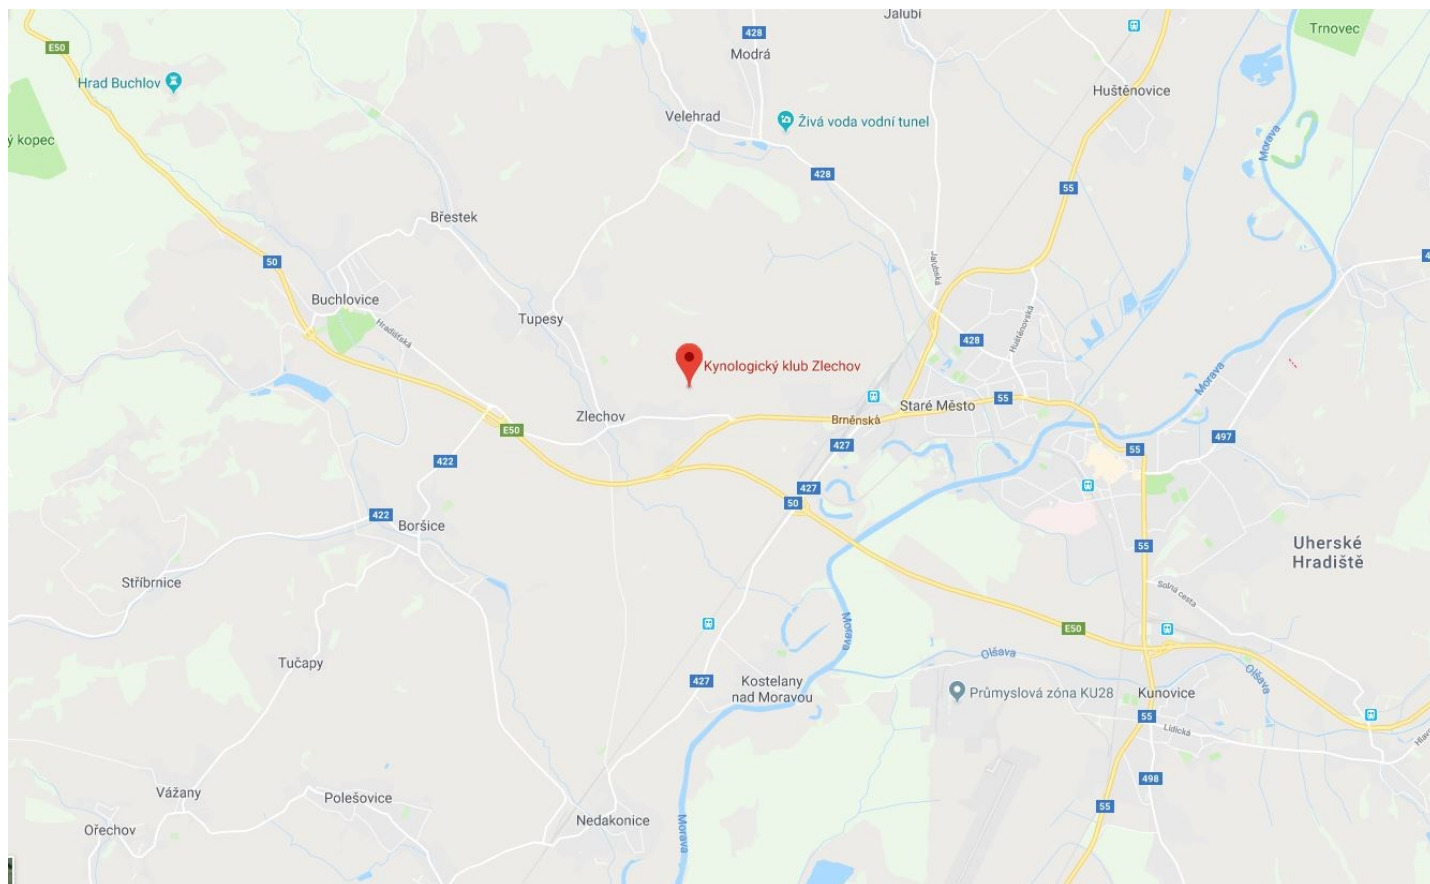 Jalubí
Trnovec
428
E50
Modrá
Hrad Buchlov
Huštěnovice
Velehrad
Živá voda vodní tunel
ý kopec
Morava
428
55
Břestek
50
Jalubská
4
Buchlovice
Tupesy
Hradišťská
Huštěnovská
428
Kynologický klub Zlechov
Morava
Zlechov
Staré Město
55
Brněnská
E50
427
497
55
422
427
50
422
Boršice
55
Uherské
Hradiště
Stříbrnice
Solná cesta
Morava
E50
Olšava
Tučapy
Olšava
427
Kostelany
nad Moravou
Průmyslová zóna KU28
Kunovice
55
Lidická
Hlavn
498
Vážany
Polešovice
55
Nedakonice
Ořechov
Morava